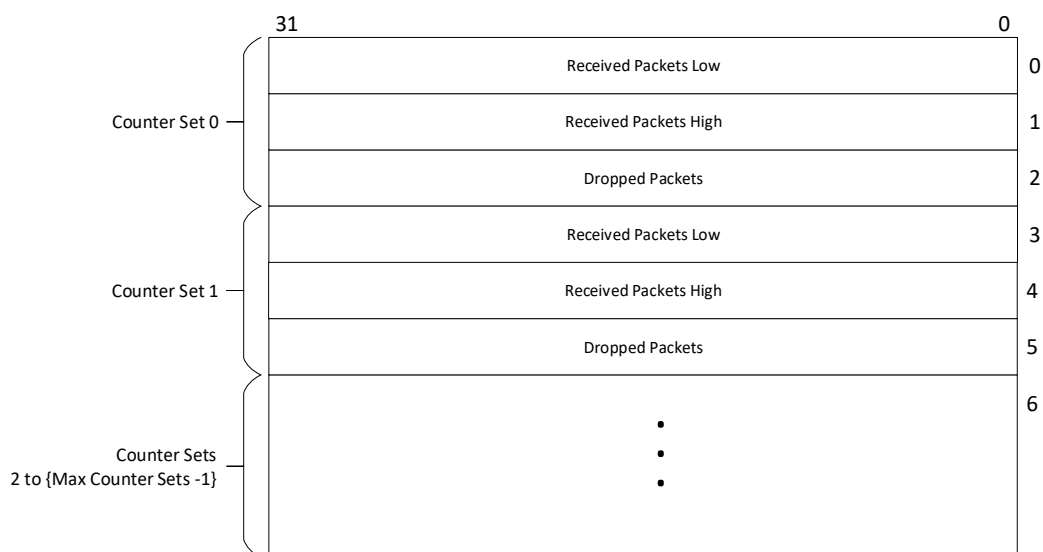 31 0
Received Packets Low 0
Counter Set 0 Received Packets High 1
Dropped Packets 2
Received Packets Low 3
Counter Set 1 Received Packets High 4
Dropped Packets 5
6
Counter Sets
2 to {Max Counter Sets -1}